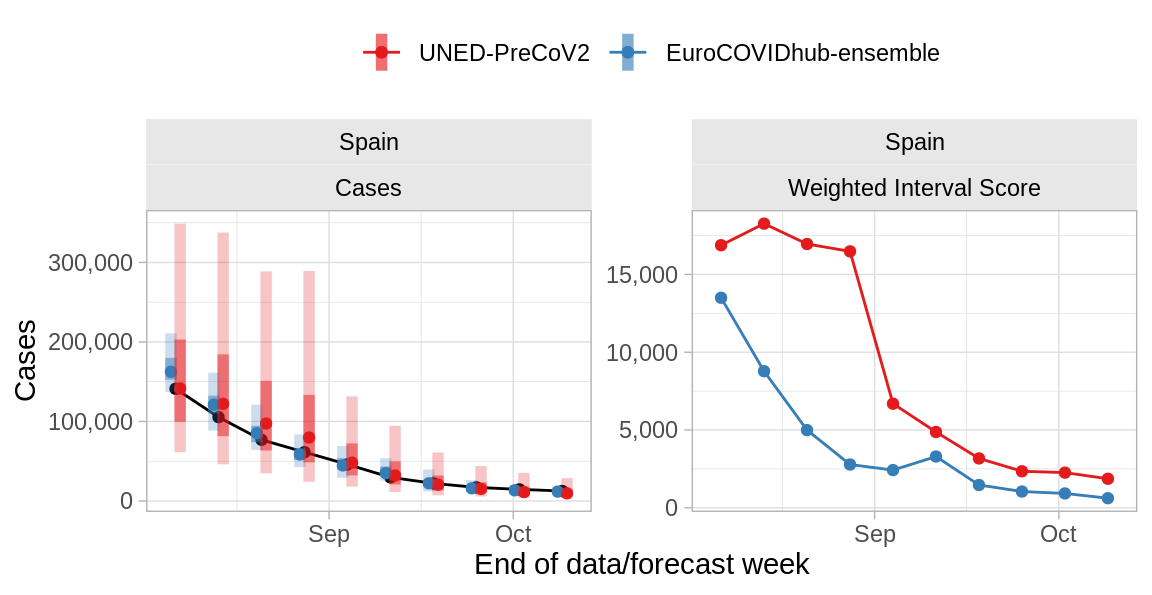 UNED-PreCoV2 EuroCOVIDhub-ensemble
Spain
Cases
Cases
300,000
200,000
100,000
0
Sep Oct
Spain
Weighted Interval Score
15,000
10,000
5,000
0
Sep Oct
End of data/forecast week